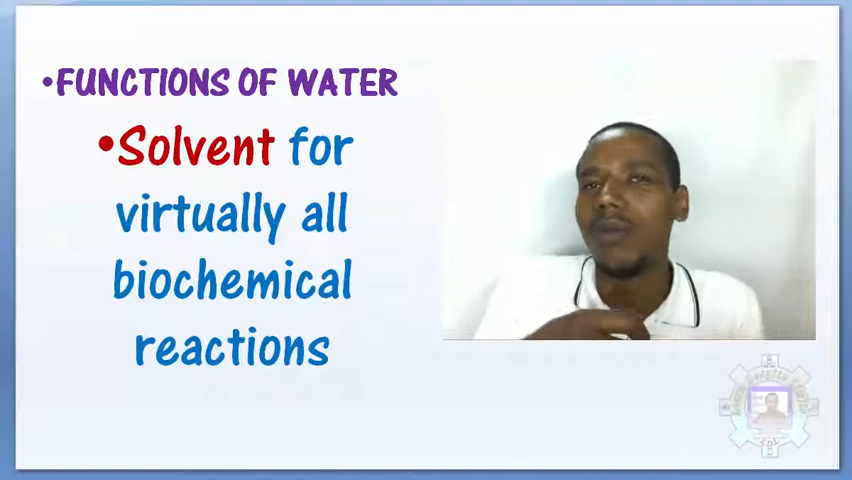 •FUNCTIONS OF WATER
•Solvent for
virtually all
biochemical
reactions